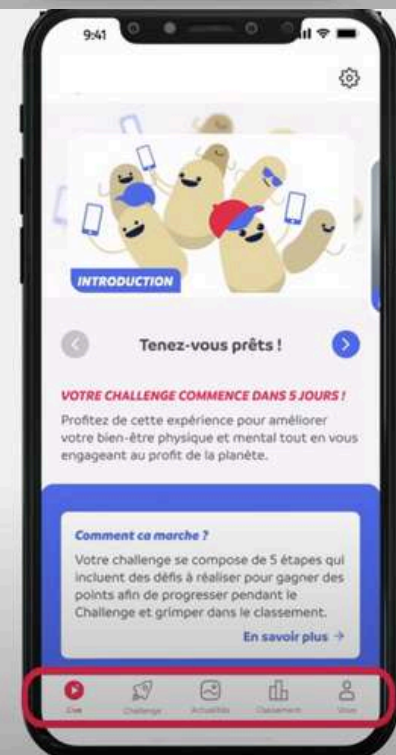 9:41
INTRODUCTION
Tenez-vous prêts !
VOTRE CHALLENGE COMMENCE DANS 5 JOURS !
Profitez de cette expérience pour améliorer
votre bien-être physique et mental tout en vous
engageant au profit de la planète.
Comment ca marche ?
Votre challenge se compose de 5 étapes qui
incluent des défis à réaliser pour gagner des
points afin de progresser pendant le
Challenge et grimper dans le classement.
En savoir plus →
Live
Challenge
Actualités
Classement